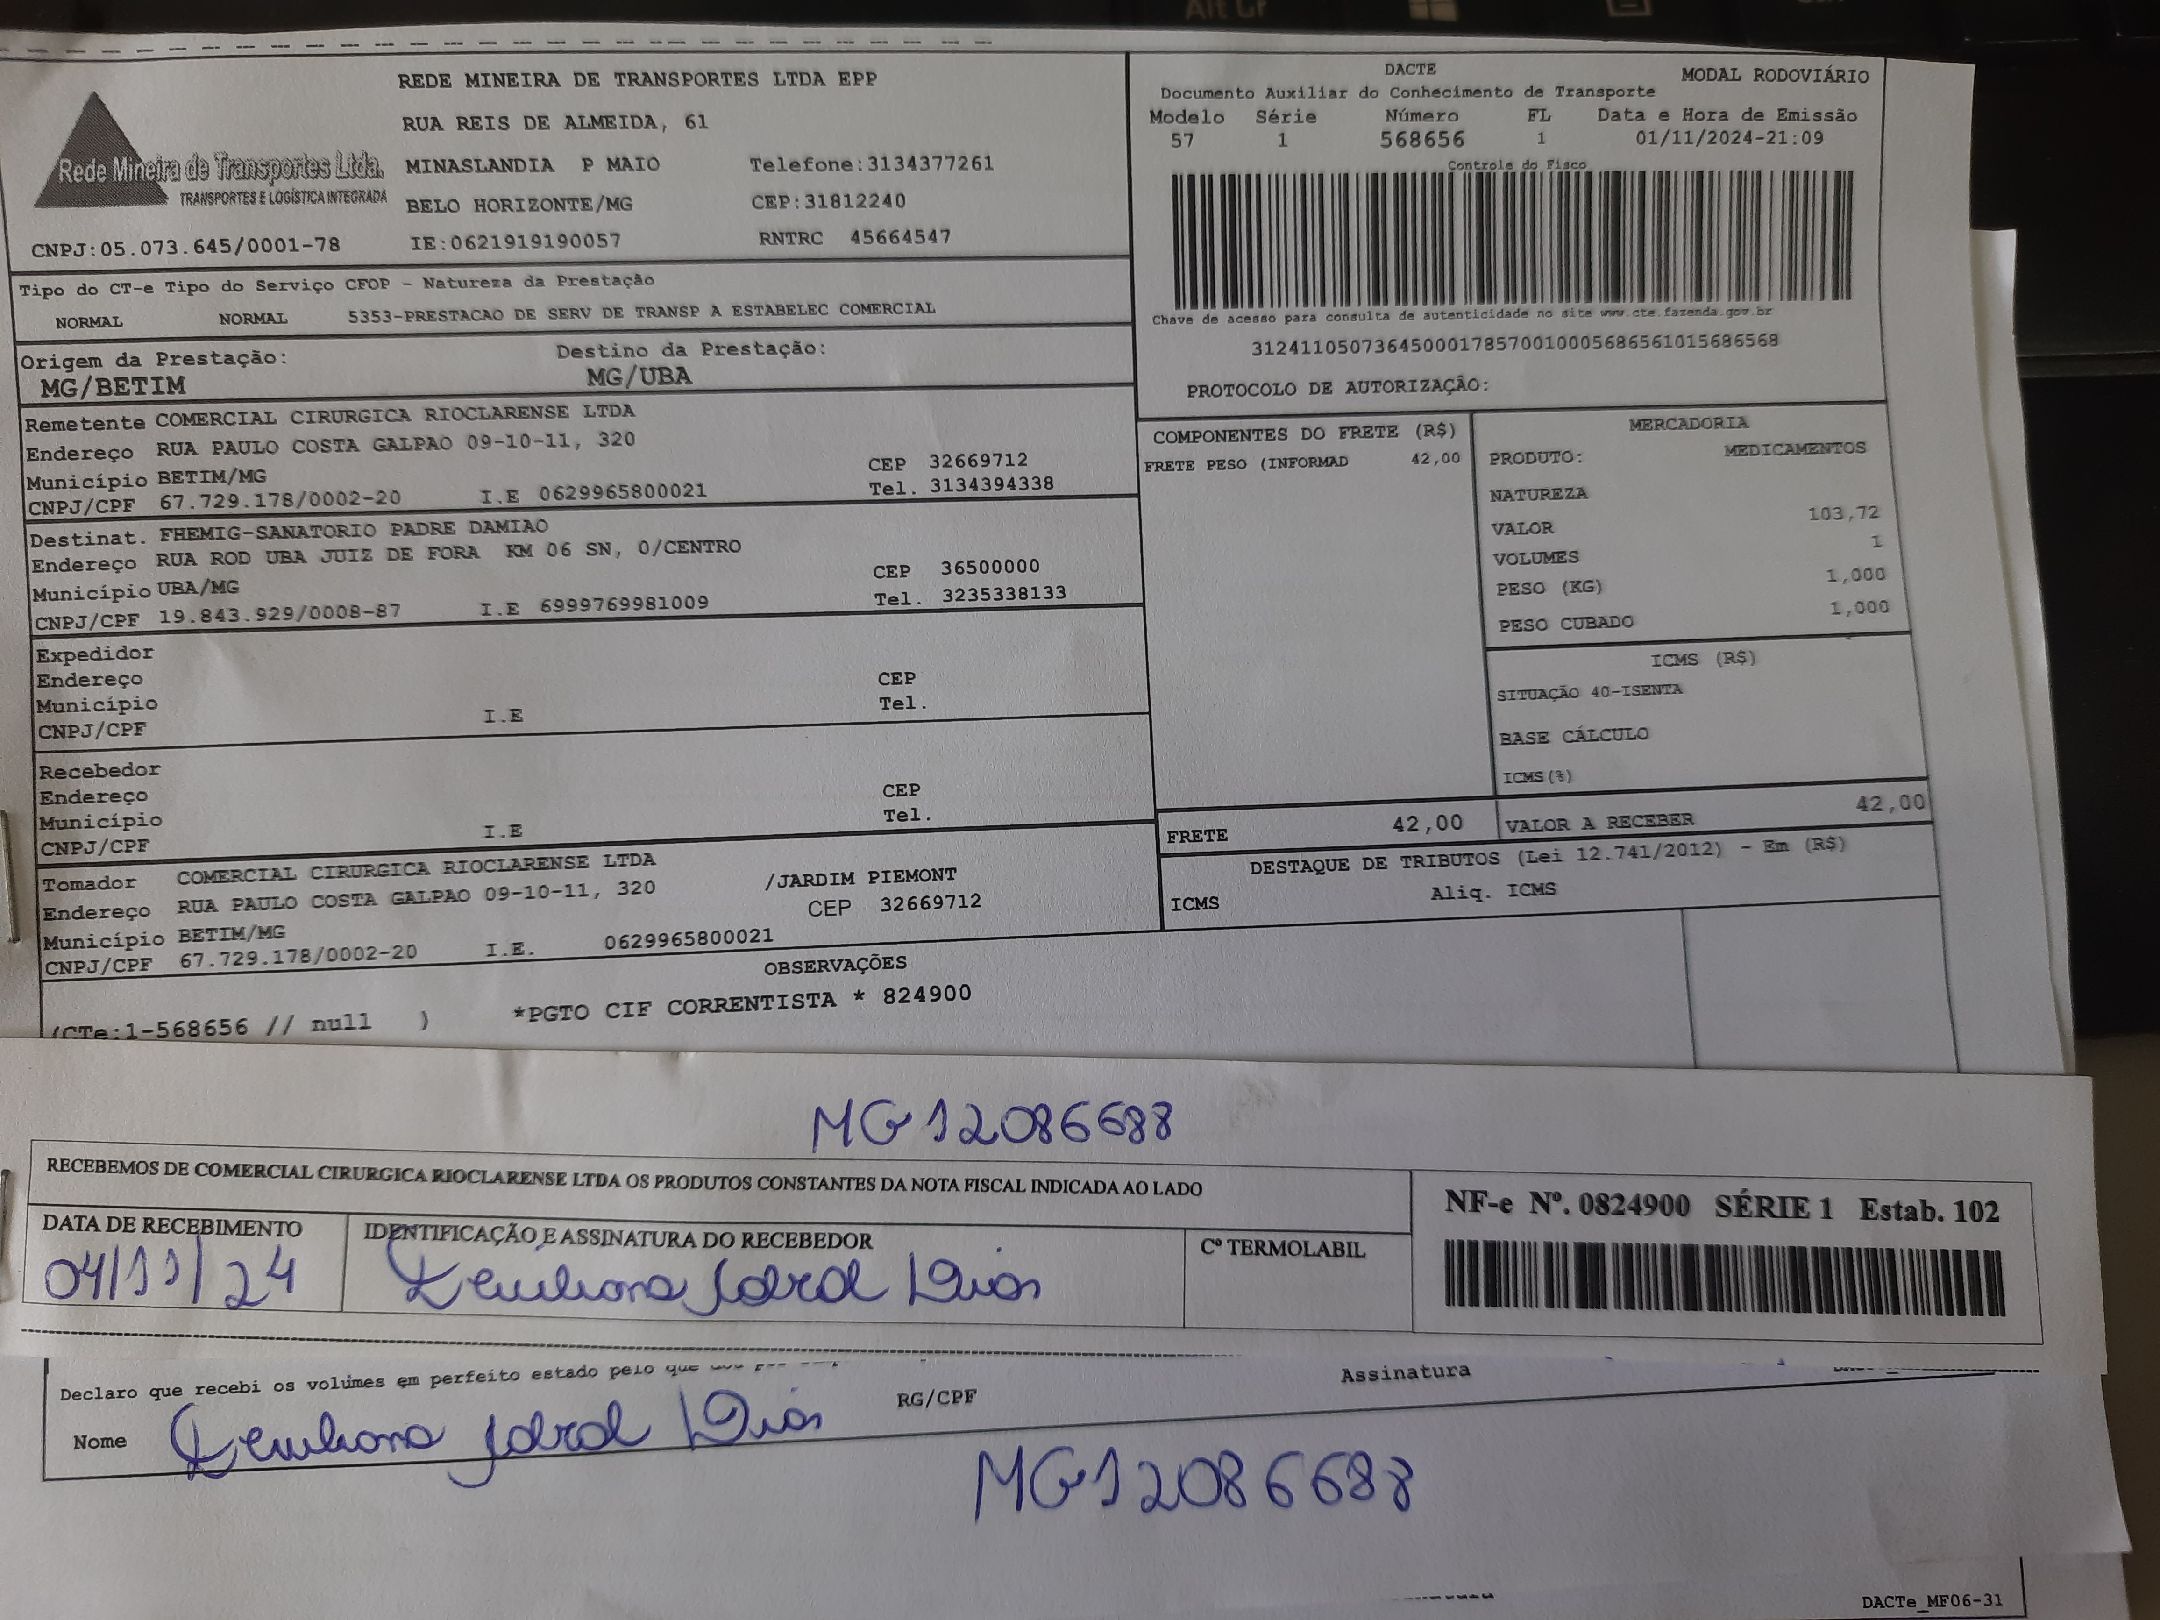 Alt Gr
REDE MINEIRA DE TRANSPORTES LTDA EPP
RUA REIS DE ALMEIDA, 61
Rede Mineira de Transportes Ltda.
TRANSPORTES E LOGÍSTICA INTEGRADA
MINASLANDIA P MAIO Telefone:3134377261
BELO HORIZONTE/MG CEP:31812240
CNPJ:05.073.645/0001-78 IE:0621919190057 RNTRC 45664547
DACTE MODAL RODOVIÁRIO
Documento Auxiliar do Conhecimento de Transporte
Modelo Série Número FL Data e Hora de Emissão
57 1 568656 1 01/11/2024-21:09
Controle do Fisco
Chave de acesso para consulta de autenticidade no site www.cte.fazenda.gov.br
31241105073645000178570010005686561015686568
PROTOCOLO DE AUTORIZAÇÃO:
Tipo do CT-e Tipo do Serviço CFOP - Natureza da Prestação
NORMAL NORMAL 5353-PRESTACAO DE SERV DE TRANSP A ESTABELEC COMERCIAL
Origem da Prestação: Destino da Prestação:
MG/BETIM MG/UBA
Remetente COMERCIAL CIRURGICA RIOCLARENSE LTDA
Endereço RUA PAULO COSTA GALPAO 09-10-11, 320
Município BETIM/MG CEP 32669712
CNPJ/CPF 67.729.178/0002-20 I.E 0629965800021 Tel. 3134394338
Destinat. FHEMIG-SANATORIO PADRE DAMIAO
Endereço RUA ROD UBA JUIZ DE FORA KM 06 SN, 0/CENTRO
Município UBA/MG CEP 36500000
CNPJ/CPF 19.843.929/0008-87 I.E 6999769981009 Tel. 3235338133
Expedidor
Endereço CEP
Município Tel.
CNPJ/CPF I.E
Recebedor
Endereço CEP
Município Tel.
CNPJ/CPF I.E
Tomador COMERCIAL CIRURGICA RIOCLARENSE LTDA
Endereço RUA PAULO COSTA GALPAO 09-10-11, 320 /JARDIM PIEMONT
Município BETIM/MG CEP 32669712
CNPJ/CPF 67.729.178/0002-20 I.E. 0629965800021
COMPONENTES DO FRETE (R$)
FRETE PESO (INFORMAD 42,00
MERCADORIA
PRODUTO: MEDICAMENTOS
NATUREZA
VALOR 103,72
VOLUMES 1
PESO (KG) 1,000
PESO CUBADO 1,000
ICMS (R$)
SITUAÇÃO 40-ISENTA
BASE CÁLCULO
ICMS(%)
FRETE 42,00 VALOR A RECEBER 42,00
DESTAQUE DE TRIBUTOS (Lei 12.741/2012) - Em (R$)
ICMS Aliq. ICMS
OBSERVAÇÕES
(CTe:1-568656 // null ) *PGTO CIF CORRENTISTA * 824900
MG12086688
RECEBEMOS DE COMERCIAL CIRURGICA RIOCLARENSE LTDA OS PRODUTOS CONSTANTES DA NOTA FISCAL INDICADA AO LADO
DATA DE RECEBIMENTO IDENTIFICAÇÃO E ASSINATURA DO RECEBEDOR Cº TERMOLABIL
04/11/24 Dias
NF-e Nº. 0824900 SÉRIE 1 Estab. 102
Declaro que recebi os volumes em perfeito estado pelo que
Nome Dias RG/CPF Assinatura
MG12086688
DACTe_MF06-31